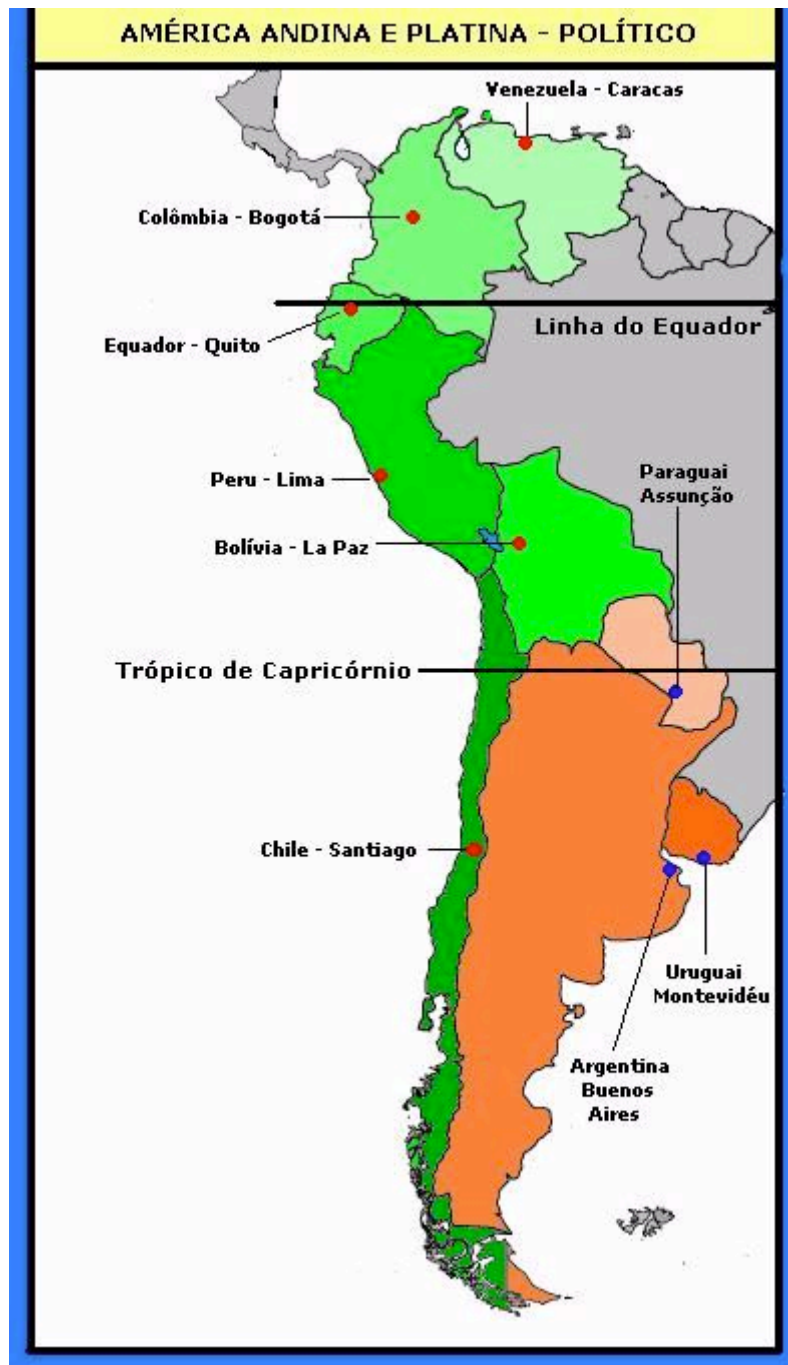 AMÉRICA ANDINA E PLATINA - POLÍTICO
Venezuela - Caracas
Colômbia - Bogotá
Linha do Equador
Equador - Quito
Peru - Lima
Paraguai
Assunção
Bolívia - La Paz
Trópico de Capricórnio
Chile - Santiago
Uruguai
Montevidéu
Argentina
Buenos
Aires